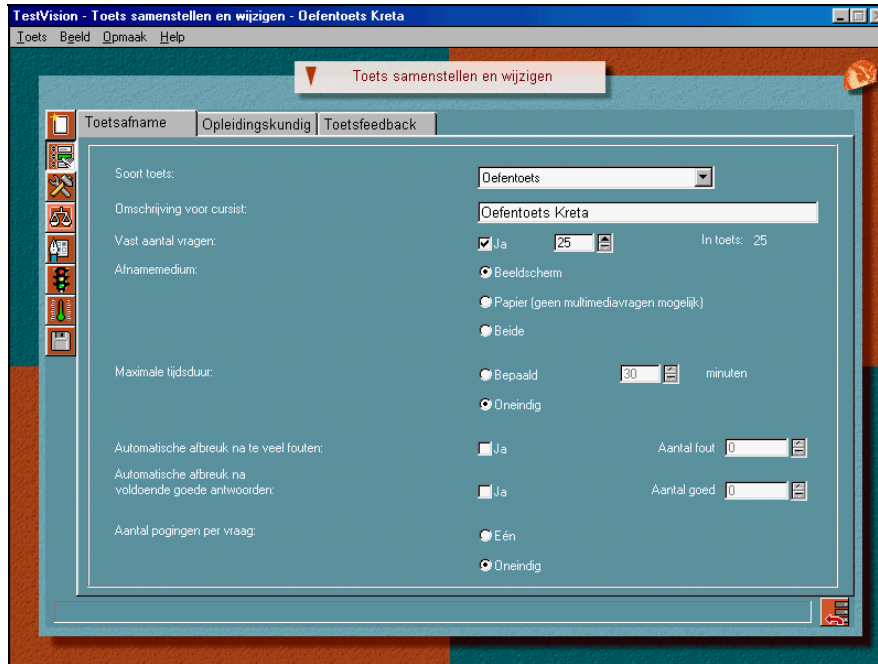 TestVision - Toets samenstellen en wijzigen - Oefentoets Kreta
Toets Beeld Opmaak Help
Toets samenstellen en wijzigen
Toetsafname Opleidingskundig Toetsfeedback
Soort toets: Oefentoets
Omschrijving voor cursist: Oefentoets Kreta
Vast aantal vragen: Ja 25 In toets: 25
Afnamemedium: Beeldscherm
Papier (geen multimediavragen mogelijk)
Beide
Maximale tijdsduur: Bepaald 30 minuten
Oneindig
Automatische afbreuk na te veel fouten: Ja Aantal fout 0
Automatische afbreuk na
voldoende goede antwoorden: Ja Aantal goed 0
Aantal pogingen per vraag: Eén
Oneindig